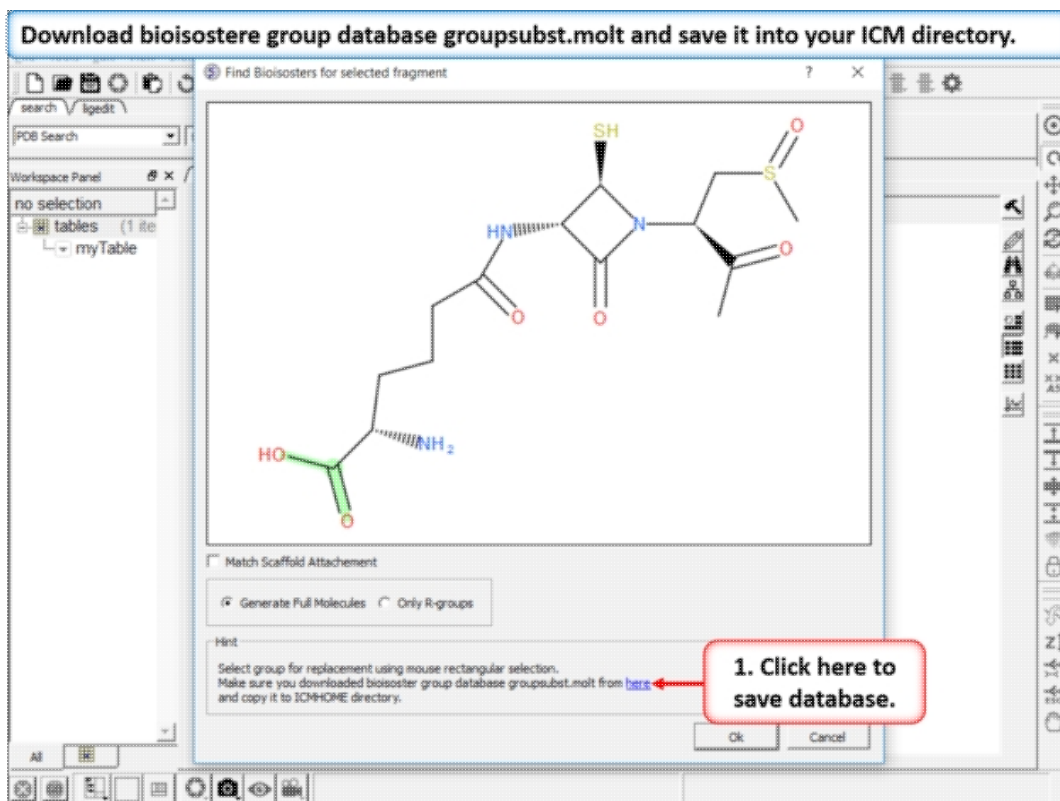 Download bioisostere group database groupsubst.molt and save it into your ICM directory.
Find Bioisosters for selected fragment
?
search
ligedit
PDB Search
Workspace Panel
no selection
tables (1 ite
myTable
SH
O
S
HN
N
O
O
O
HO
NH2
O
Match Scaffold Attachement
Generate Full Molecules
Only R-groups
Hint
Select group for replacement using mouse rectangular selection.
Make sure you downloaded bioisoster group database groupsubst.molt from here
and copy it to ICMHOME directory.
1. Click here to
save database.
Ok
Cancel
All